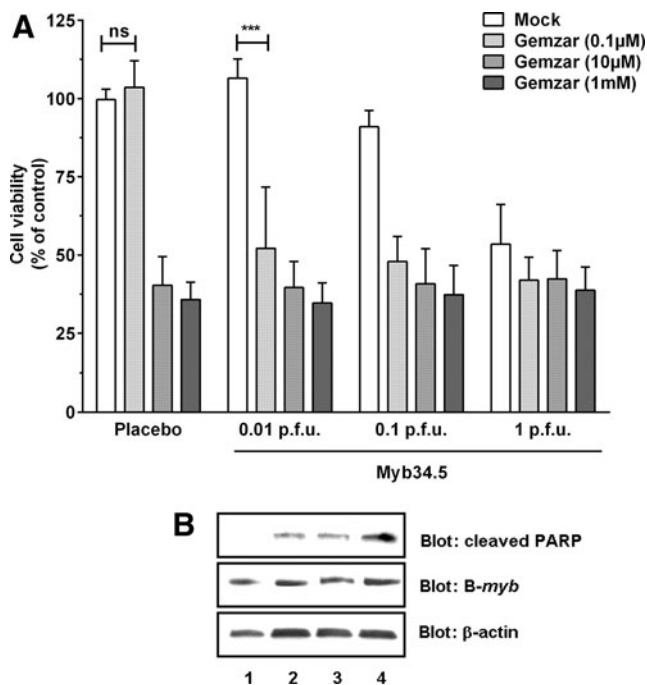 A
ns
***
Mock
Gemzar (0.1µM)
Gemzar (10µM)
Gemzar (1mM)
Cell viability
(% of control)
125
100
75
50
25
0
Placebo
0.01 p.f.u.
0.1 p.f.u.
1 p.f.u.
Myb34.5
B
Blot: cleaved PARP
Blot: B-myb
Blot: β-actin
1 2 3 4